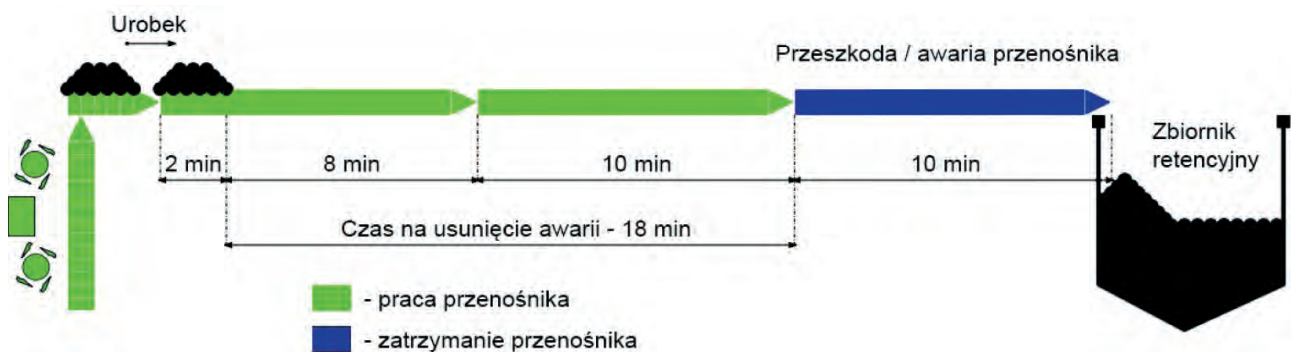 Urobek
Przeszkoda / awaria przenośnika
Zbiornik
retencyjny
2 min
8 min
10 min
10 min
Czas na usunięcie awarii - 18 min
- praca przenośnika
- zatrzymanie przenośnika